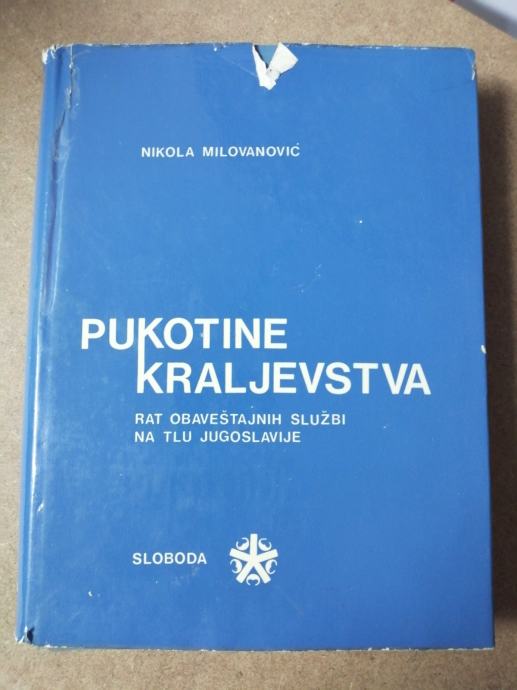 NIKOLA MILOVANOVIĆ
PUKOTINE
KRALJEVSTVA
RAT OBAVEŠTAJNIH SLUŽBI
NA TLU JUGOSLAVIJE
SLOBODA